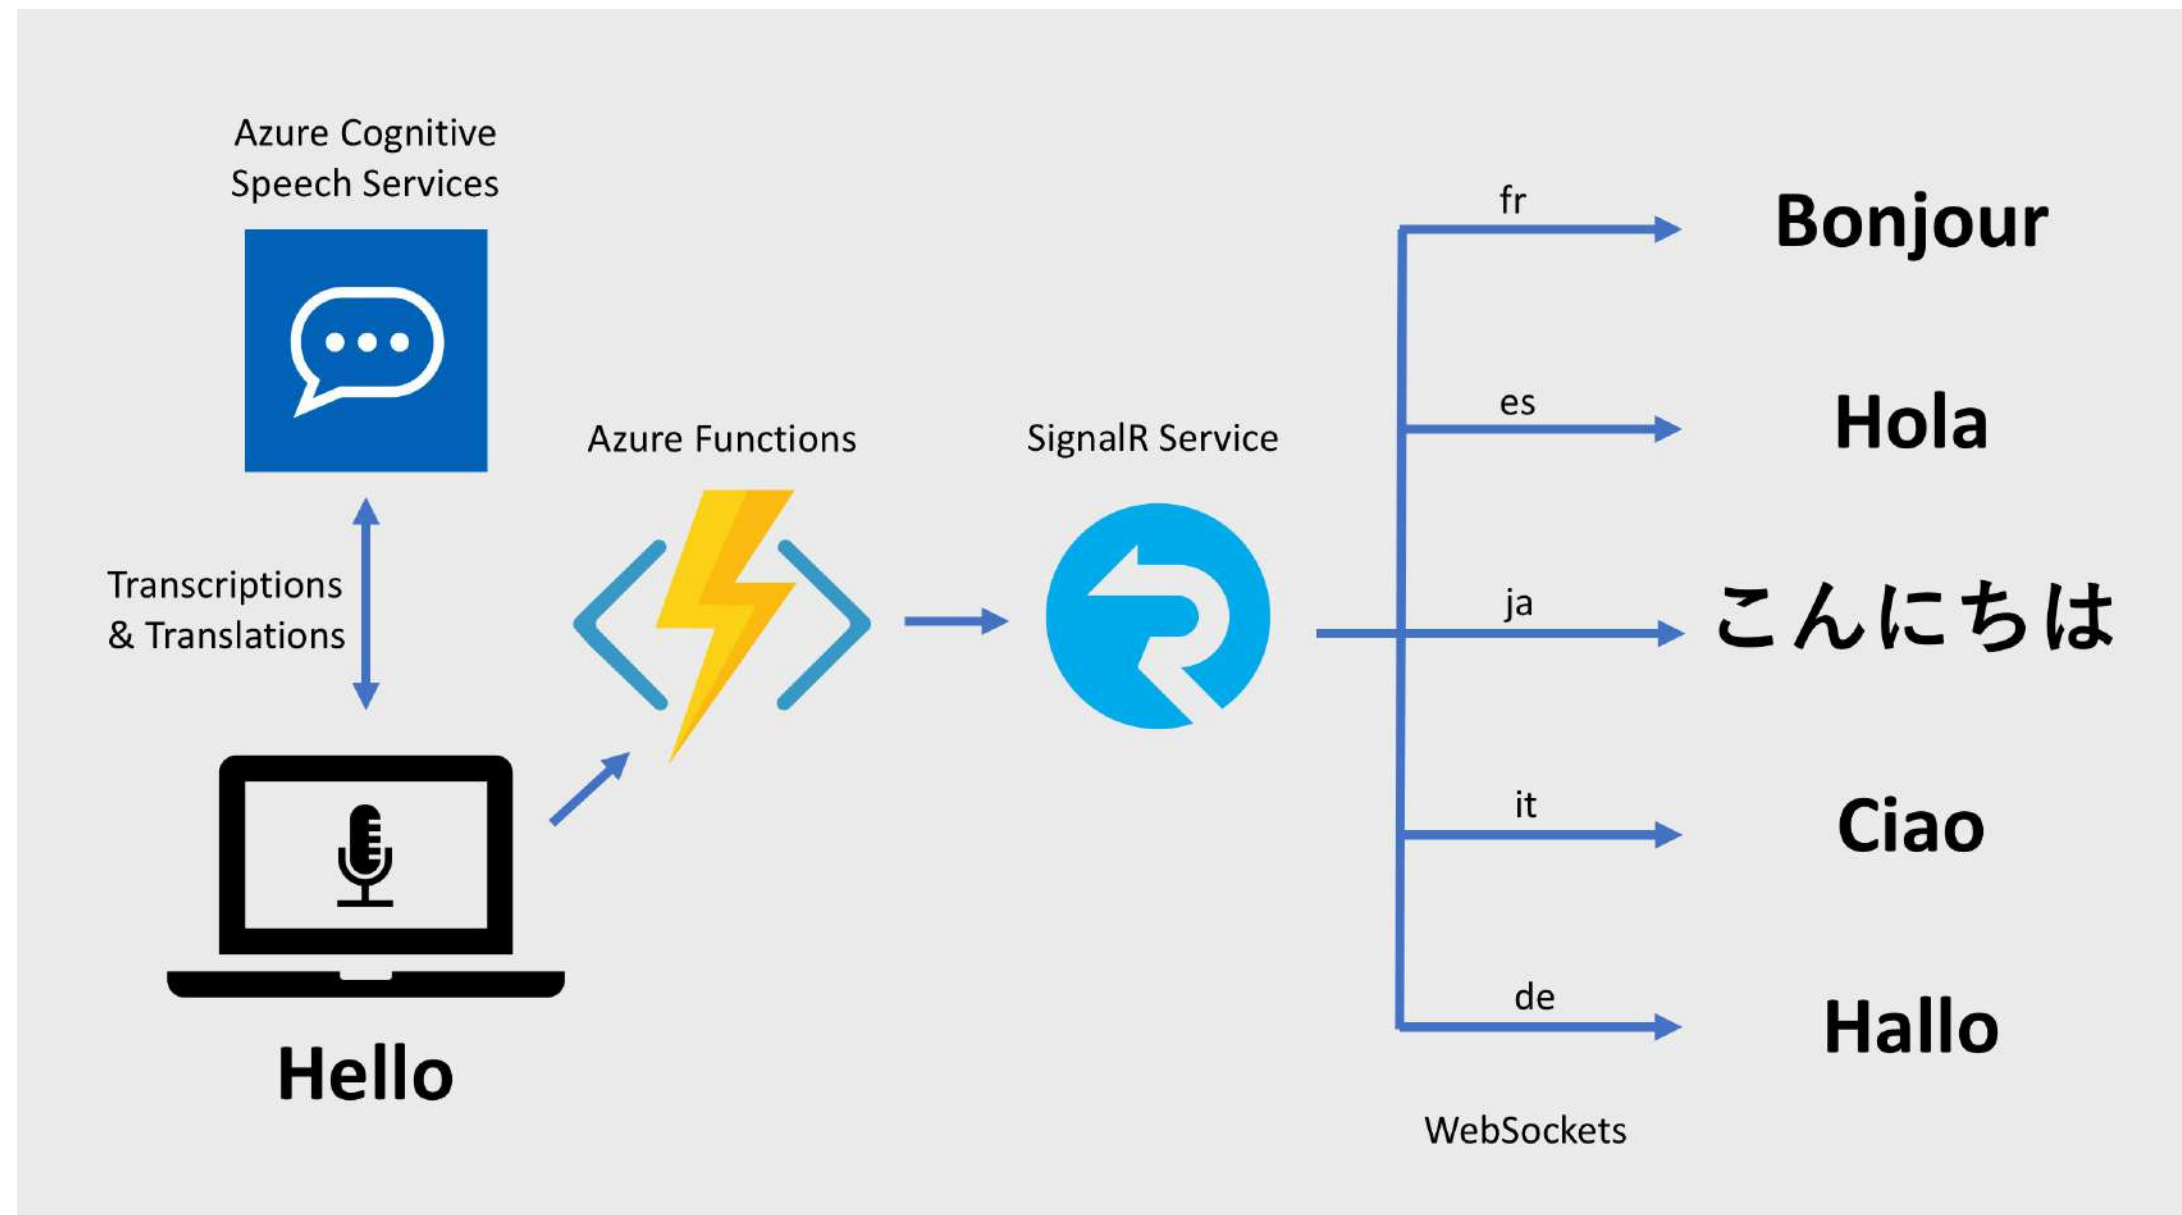 Azure Cognitive
Speech Services
Transcriptions
& Translations
Hello
Azure Functions
SignalR Service
fr
Bonjour
es
Hola
ja
こんにちは
it
Ciao
de
Hallo
WebSockets